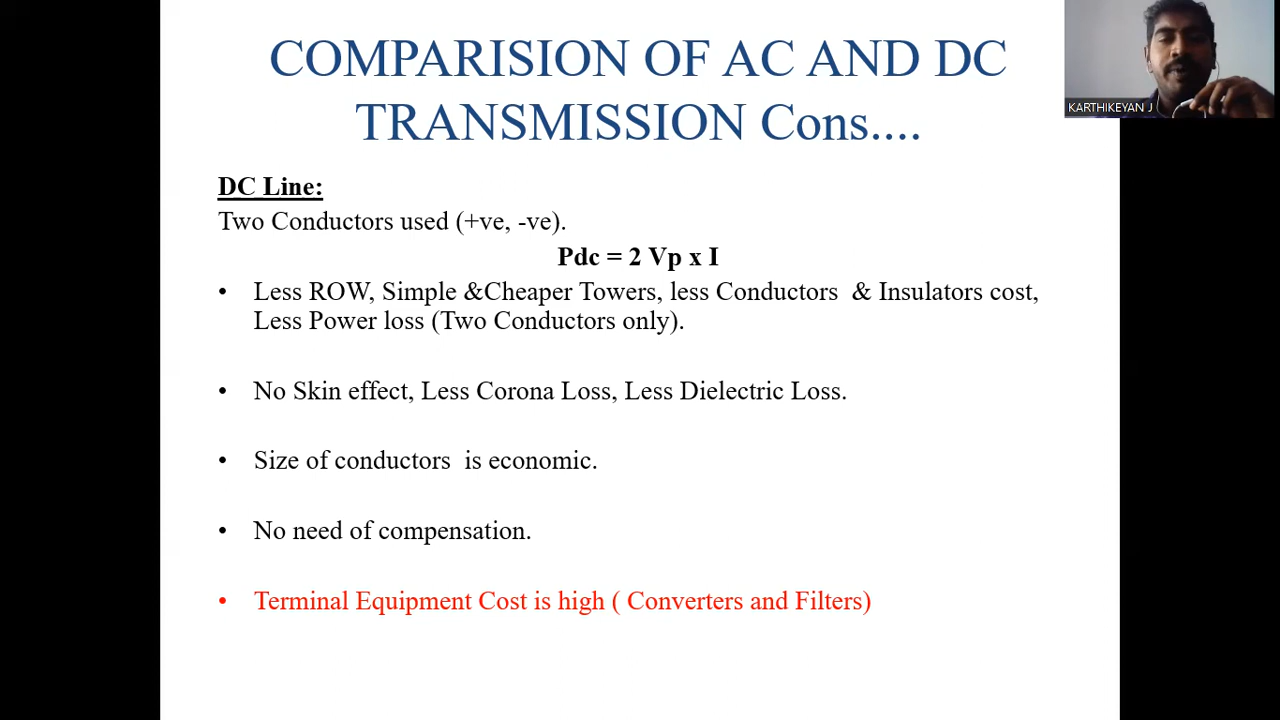 COMPARISION OF AC AND DC
TRANSMISSION Cons....
KARTHIKEYAN J
DC Line:
Two Conductors used (+ve, -ve).
Pdc = 2 Vp x I
• Less ROW, Simple &Cheaper Towers, less Conductors & Insulators cost,
Less Power loss (Two Conductors only).
• No Skin effect, Less Corona Loss, Less Dielectric Loss.
• Size of conductors is economic.
• No need of compensation.
• Terminal Equipment Cost is high ( Converters and Filters)